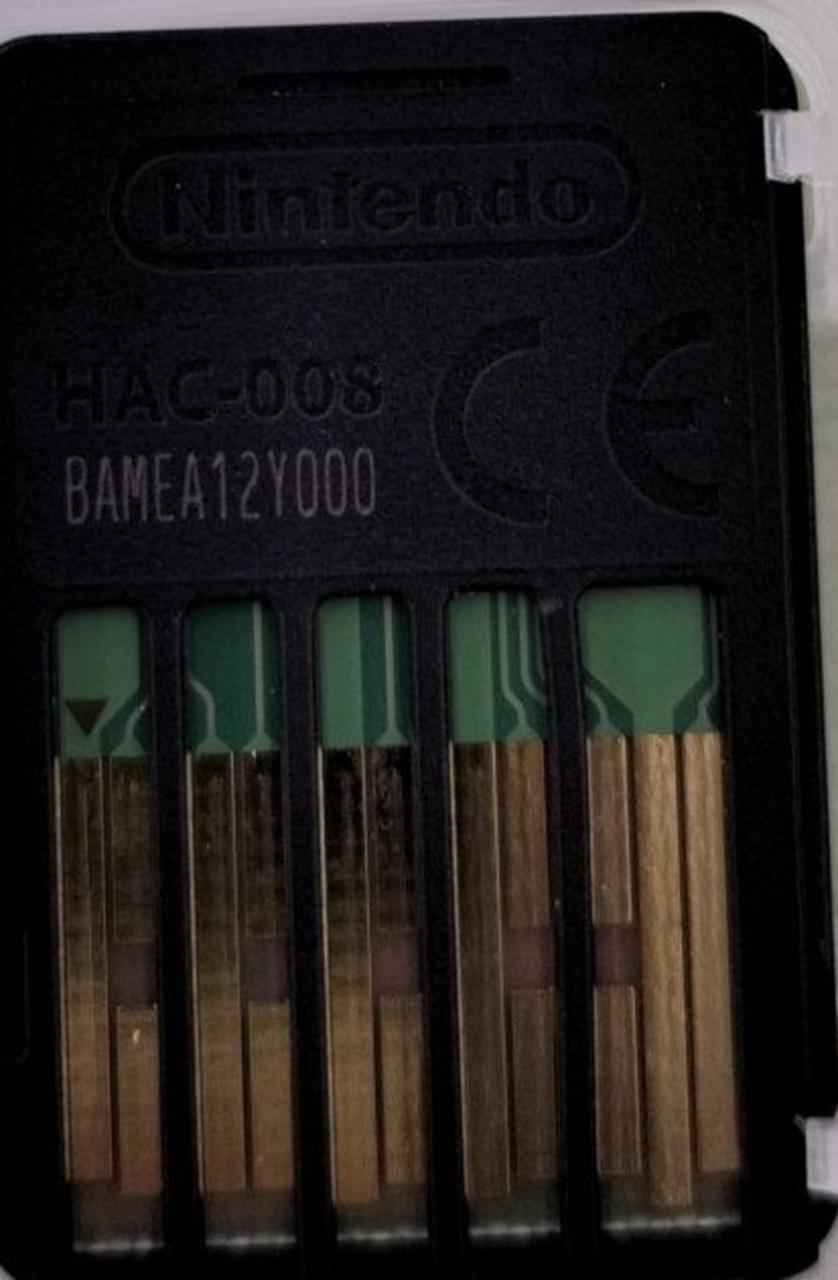 Nintendo
HAC-008
CE
BAMEA12Y000